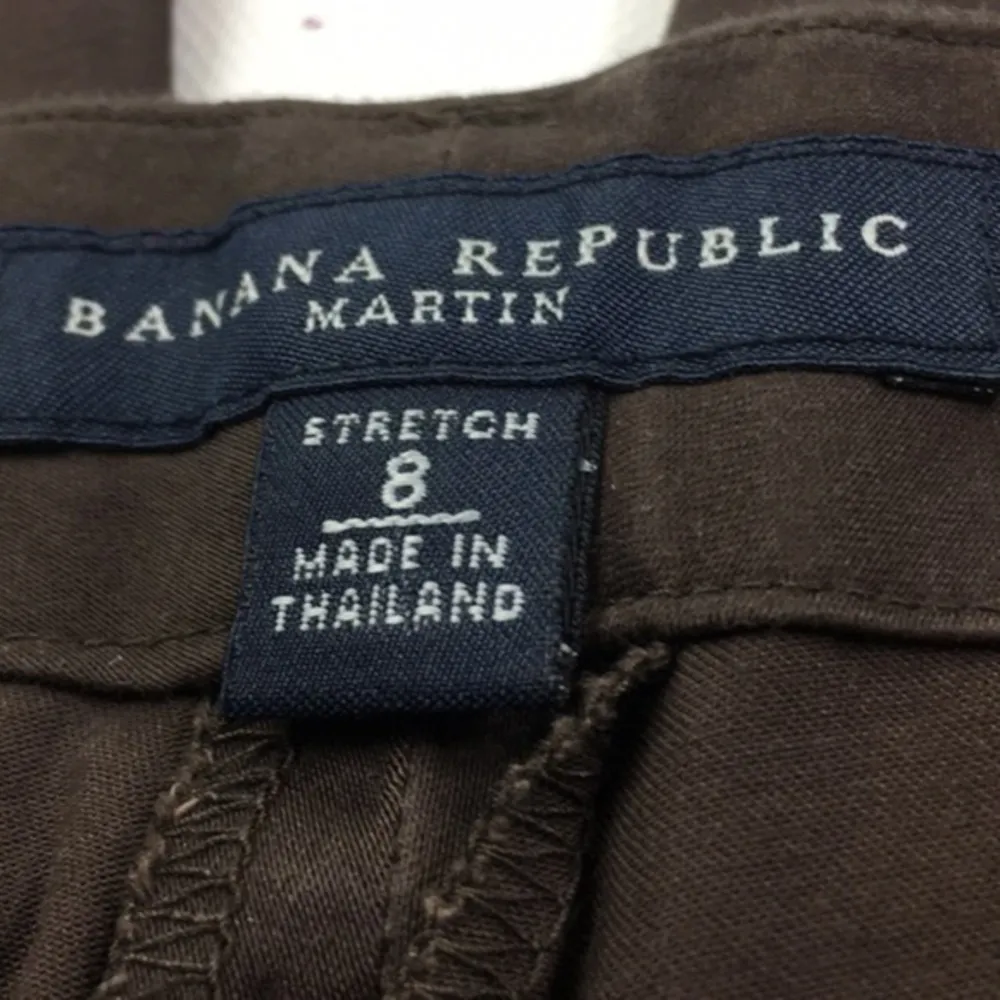 BANANA REPUBLIC
MARTIN
STRETCH
8
MADE IN
THAILAND